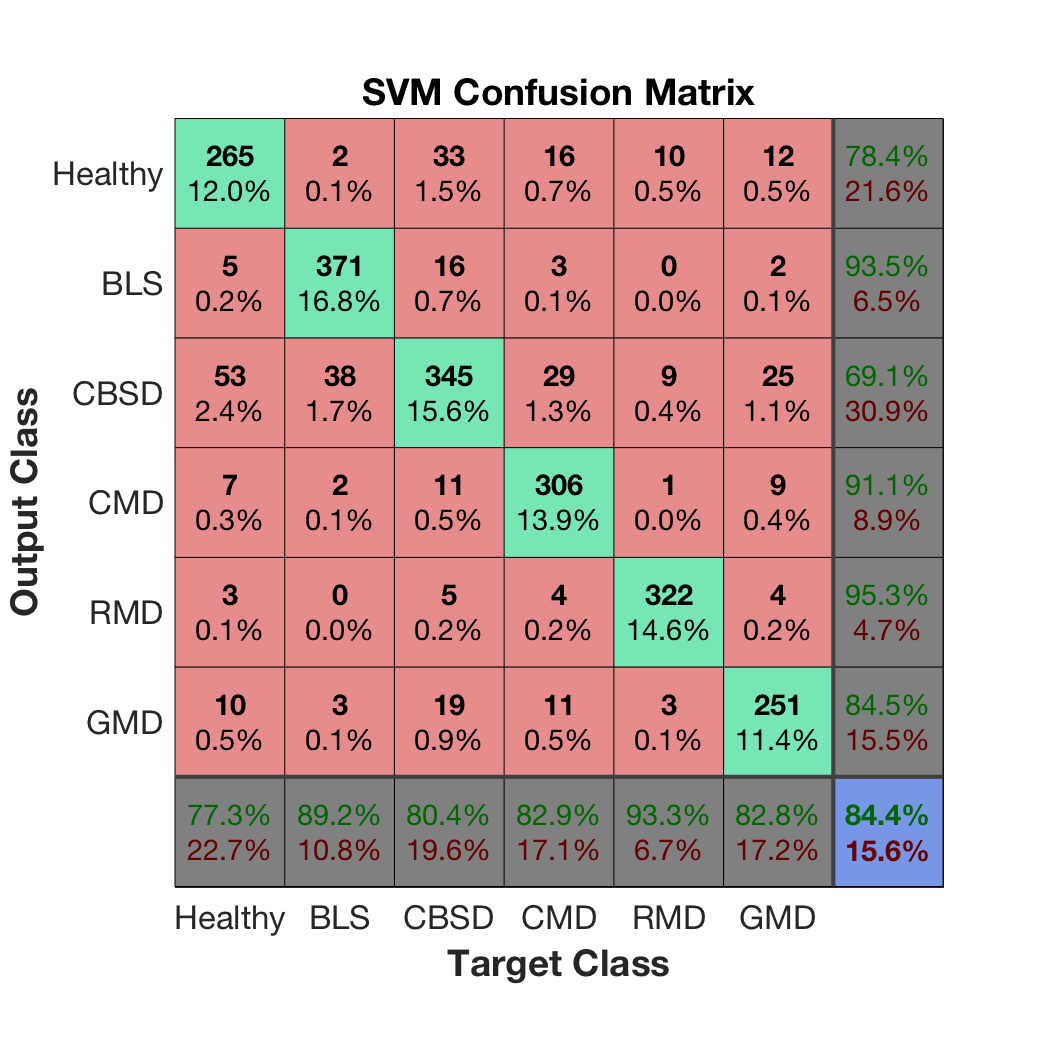 SVM Confusion Matrix
Healthy 265 2 33 16 10 12 78.4%
12.0% 0.1% 1.5% 0.7% 0.5% 0.5% 21.6%
BLS 5 371 16 3 0 2 93.5%
0.2% 16.8% 0.7% 0.1% 0.0% 0.1% 6.5%
CBSD 53 38 345 29 9 25 69.1%
2.4% 1.7% 15.6% 1.3% 0.4% 1.1% 30.9%
CMD 7 2 11 306 1 9 91.1%
0.3% 0.1% 0.5% 13.9% 0.0% 0.4% 8.9%
RMD 3 0 5 4 322 4 95.3%
0.1% 0.0% 0.2% 0.2% 14.6% 0.2% 4.7%
GMD 10 3 19 11 3 251 84.5%
0.5% 0.1% 0.9% 0.5% 0.1% 11.4% 15.5%
77.3% 89.2% 80.4% 82.9% 93.3% 82.8% 84.4%
22.7% 10.8% 19.6% 17.1% 6.7% 17.2% 15.6%
Healthy BLS CBSD CMD RMD GMD
Target Class
Output Class